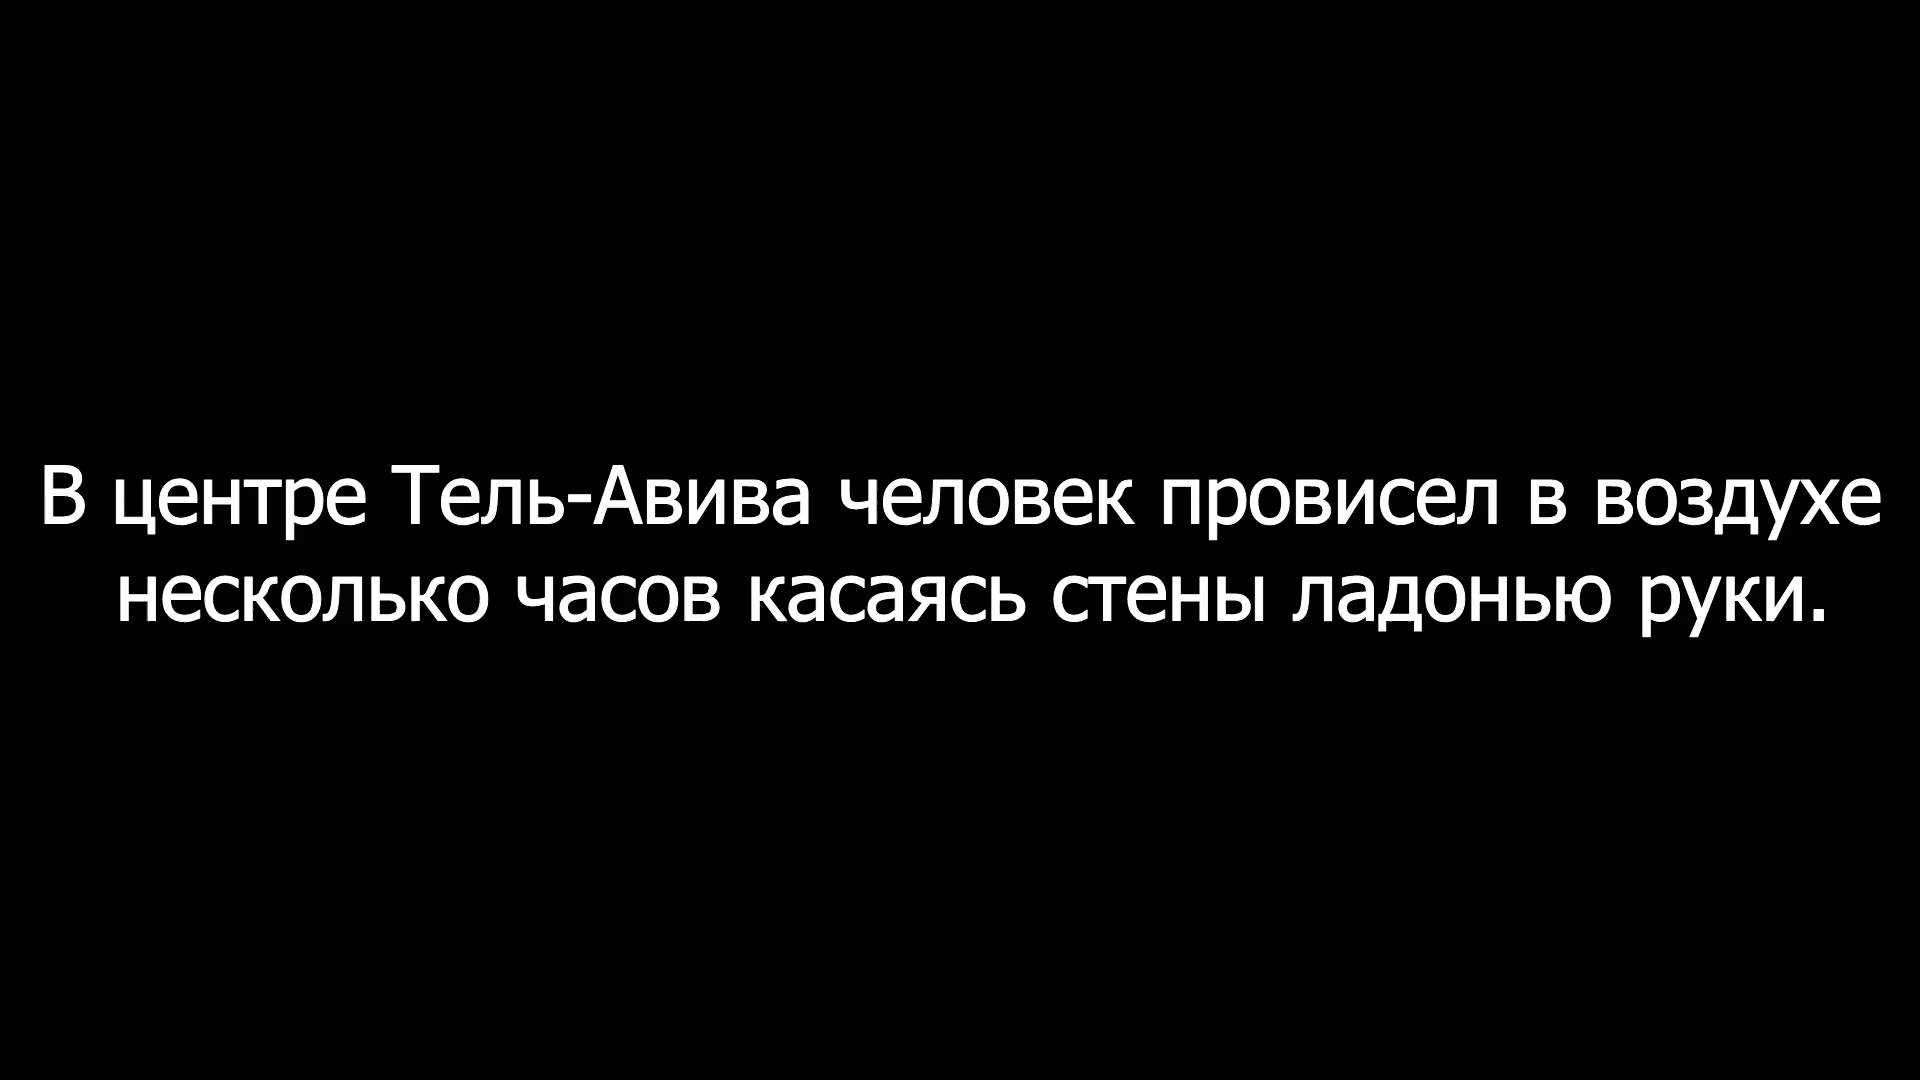 В центре Тель-Авива человек провисел в воздухе
несколько часов касаясь стены ладонью руки.